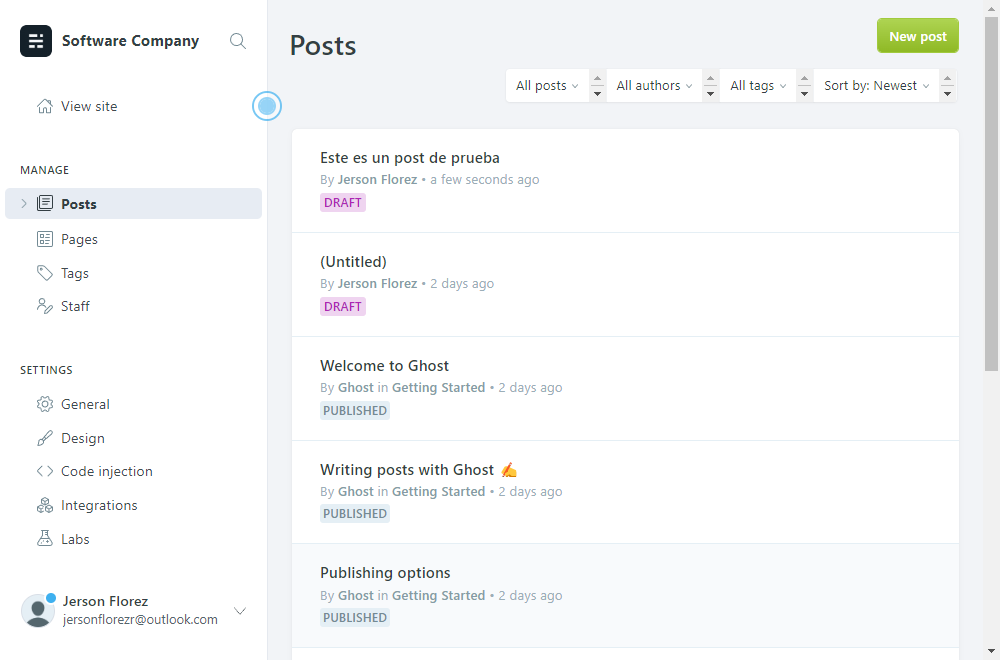 Software Company
View site
MANAGE
Posts
Pages
Tags
Staff
SETTINGS
General
Design
Code injection
Integrations
Labs
Jerson Florez
jersonflorezr@outlook.com
Posts
New post
All posts
All authors
All tags
Sort by: Newest
Este es un post de prueba
By Jerson Florez • a few seconds ago
DRAFT
(Untitled)
By Jerson Florez • 2 days ago
DRAFT
Welcome to Ghost
By Ghost in Getting Started • 2 days ago
PUBLISHED
Writing posts with Ghost ✍️
By Ghost in Getting Started • 2 days ago
PUBLISHED
Publishing options
By Ghost in Getting Started • 2 days ago
PUBLISHED